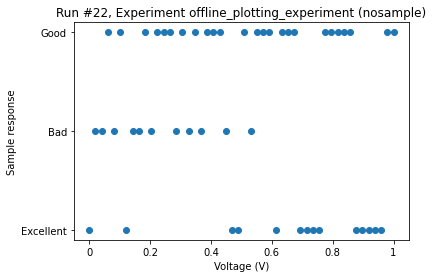 Run #22, Experiment offline_plotting_experiment (nosample)
Good
Bad
Excellent
Sample response
0 0.2 0.4 0.6 0.8 1
Voltage (V)